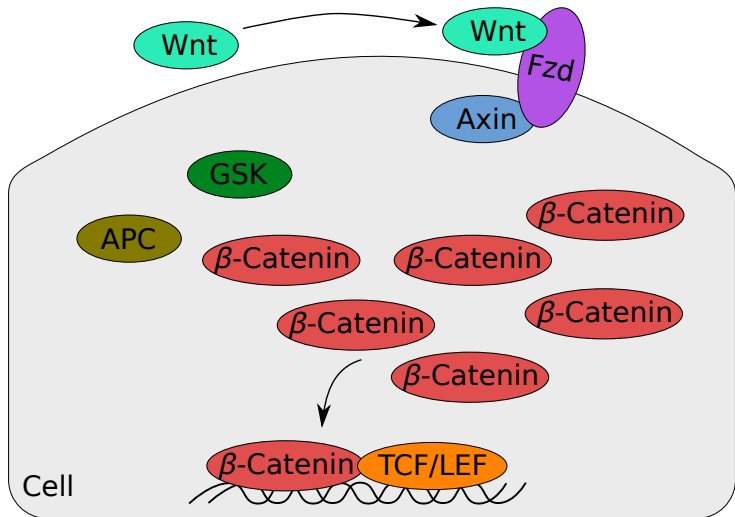 Wnt
Wnt
Fzd
Axin
GSK
APC
β-Catenin
β-Catenin
β-Catenin
β-Catenin
β-Catenin
β-Catenin
β-Catenin
TCF/LEF
Cell